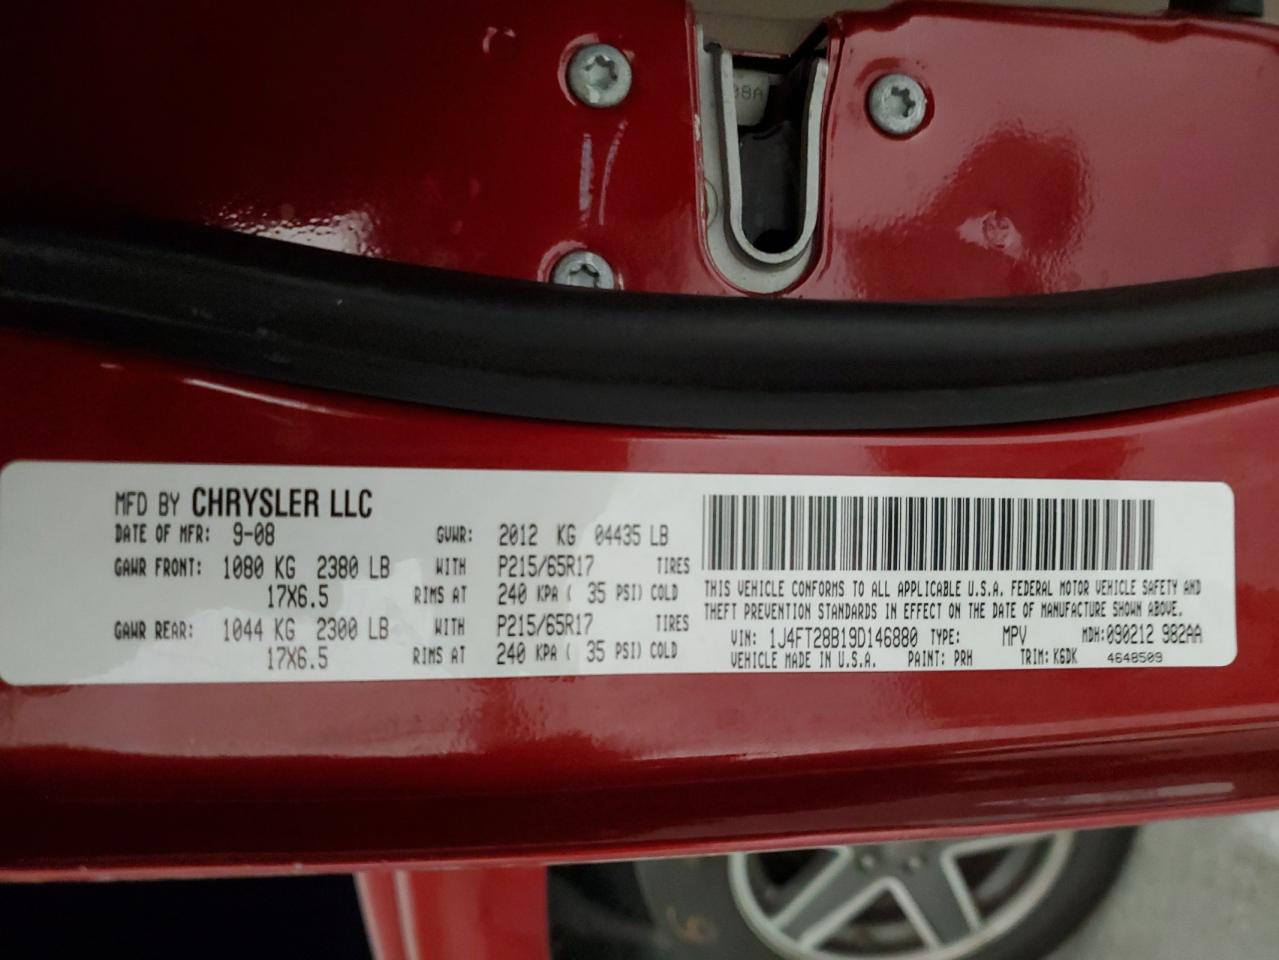 08A
MFD BY CHRYSLER LLC
DATE OF MFR: 9-08 GVWR: 2012 KG 04435 LB
GAWR FRONT: 1080 KG 2380 LB WITH P215/65R17 TIRES
17X6.5 RIMS AT 240 KPA ( 35 PSI) COLD
GAWR REAR: 1044 KG 2300 LB WITH P215/65R17 TIRES
17X6.5 RIMS AT 240 KPA ( 35 PSI) COLD
THIS VEHICLE CONFORMS TO ALL APPLICABLE U.S.A. FEDERAL MOTOR VEHICLE SAFETY AND
THEFT PREVENTION STANDARDS IN EFFECT ON THE DATE OF MANUFACTURE SHOWN ABOVE.
VIN: 1J4FT28B19D146880 TYPE: MPV MDH:090212 982AA
VEHICLE MADE IN U.S.A. PAINT: PRH TRIM: K6DK 4648509